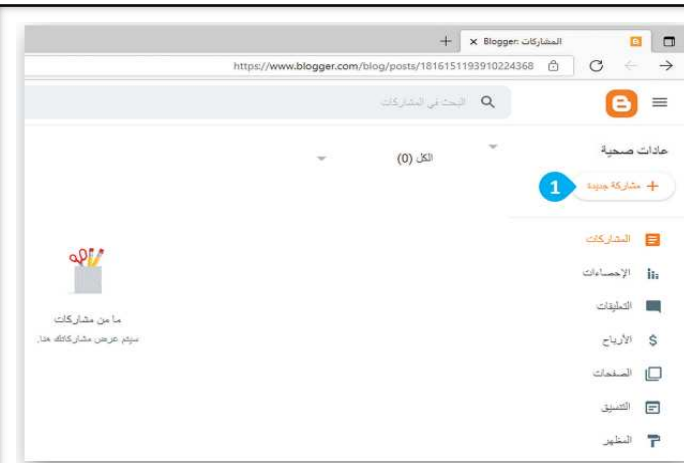 المشاركات :Blogger
https://www.blogger.com/blog/posts/1816151193910224368
البحث في المشاركات
عادات صحية
الكل (0)
مشاركة جديدة
1
المشاركات
الإحصاءات
التعليقات
الأرباح
الصفحات
التنسيق
المظهر
ما من مشاركات
سيتم عرض مشاركاتك هنا.